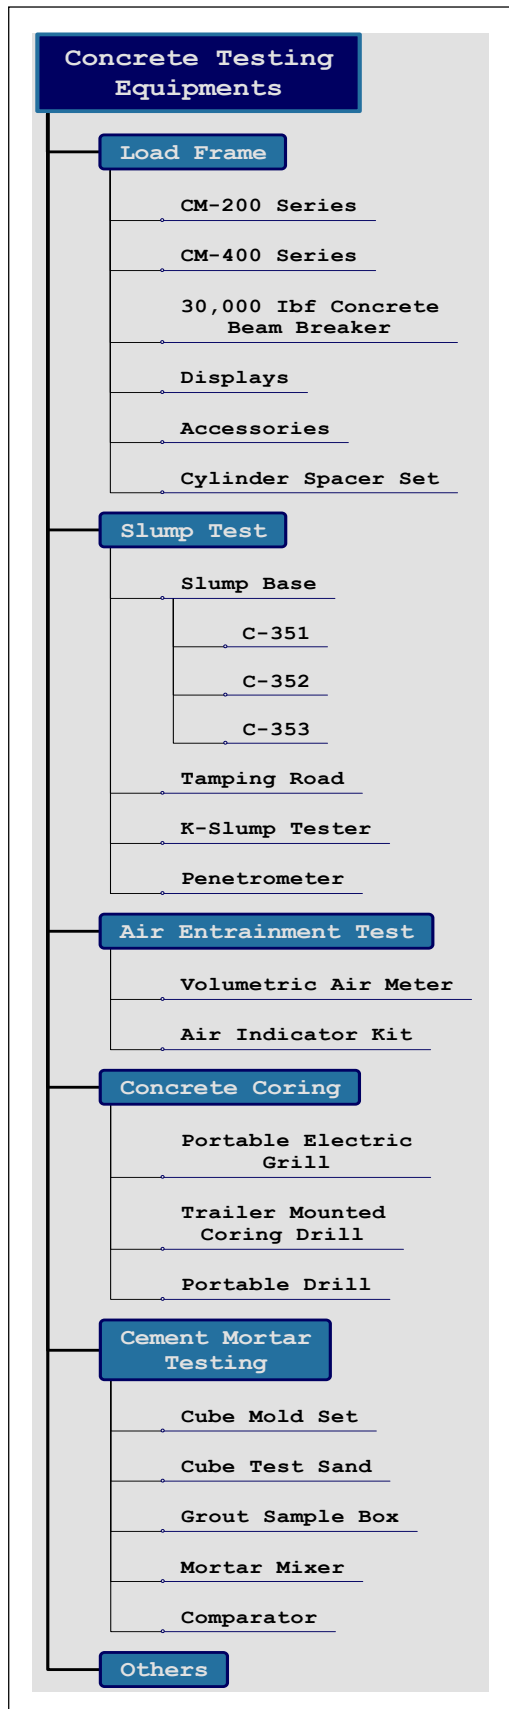 Concrete Testing
Equipments
Load Frame
CM-200 Series
CM-400 Series
30,000 Ibf Concrete
Beam Breaker
Displays
Accessories
Cylinder Spacer Set
Slump Test
Slump Base
C-351
C-352
C-353
Tamping Road
K-Slump Tester
Penetrometer
Air Entrainment Test
Volumetric Air Meter
Air Indicator Kit
Concrete Coring
Portable Electric
Grill
Trailer Mounted
Coring Drill
Portable Drill
Cement Mortar
Testing
Cube Mold Set
Cube Test Sand
Grout Sample Box
Mortar Mixer
Comparator
Others